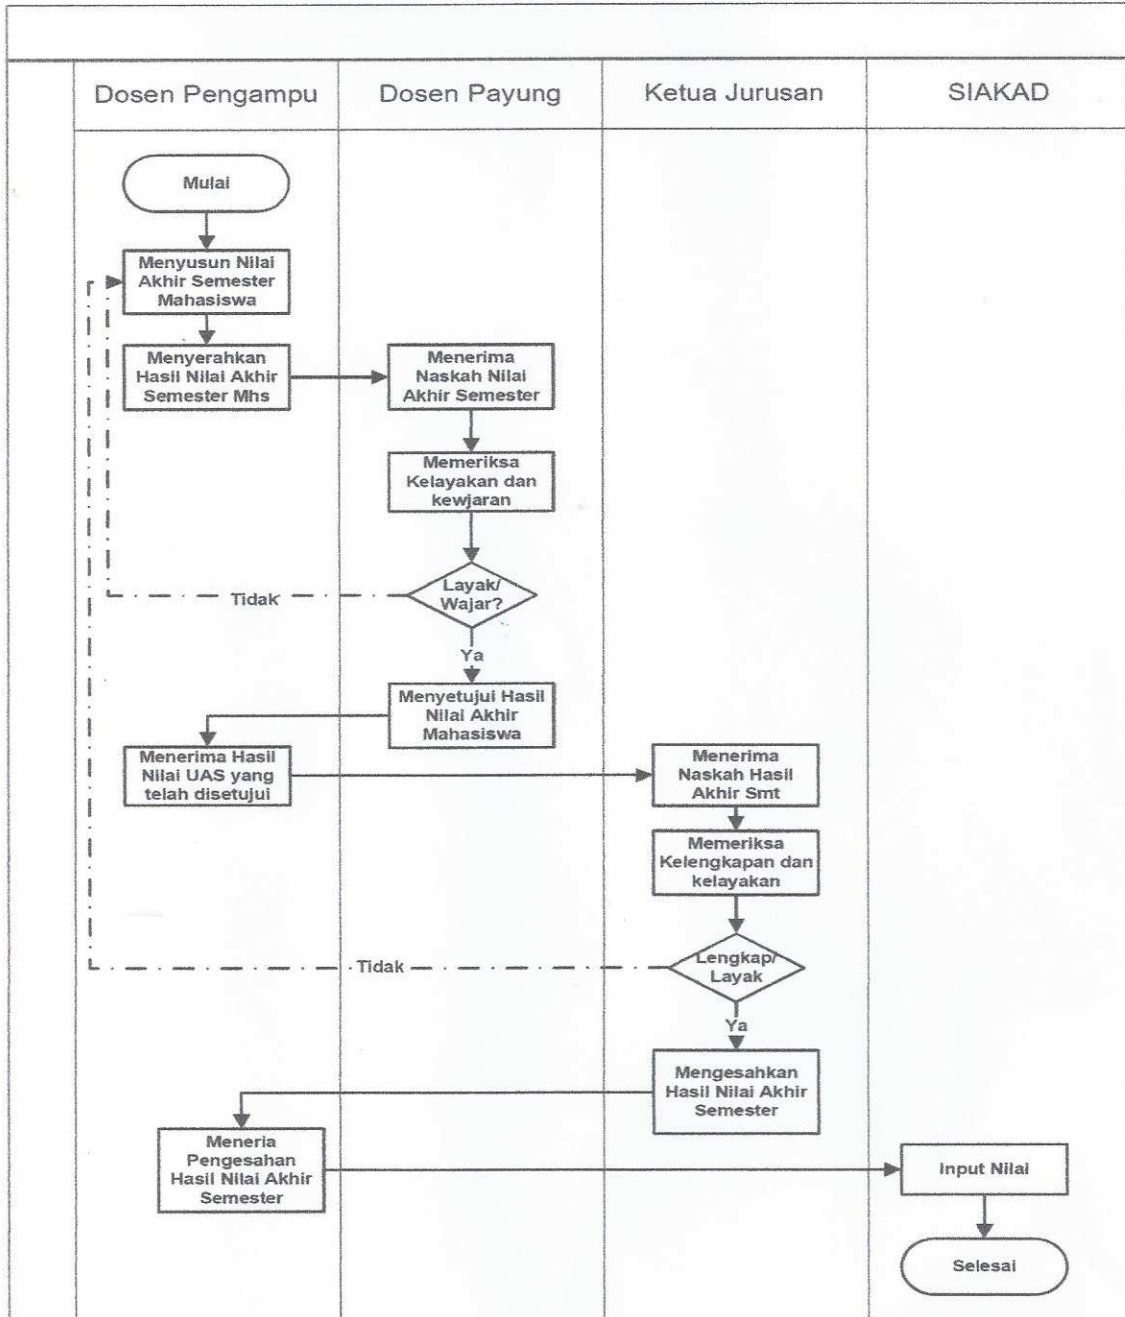 Dosen Pengampu
Dosen Payung
Ketua Jurusan
SIAKAD
Mulai
Menyusun Nilai
Akhir Semester
Mahasiswa
Menyerahkan
Hasil Nilai Akhir
Semester Mhs
Menerima
Naskah Nilai
Akhir Semester
Memeriksa
Kelayakan dan
kewjaran
Layak/
Wajar?
Tidak
Ya
Menyetujui Hasil
Nilai Akhir
Mahasiswa
Menerima Hasil
Nilai UAS yang
telah disetujui
Menerima
Naskah Hasil
Akhir Smt
Memeriksa
Kelengkapan dan
kelayakan
Lengkap/
Layak
Tidak
Ya
Mengesahkan
Hasil Nilai Akhir
Semester
Meneria
Pengesahan
Hasil Nilai Akhir
Semester
Input Nilai
Selesai